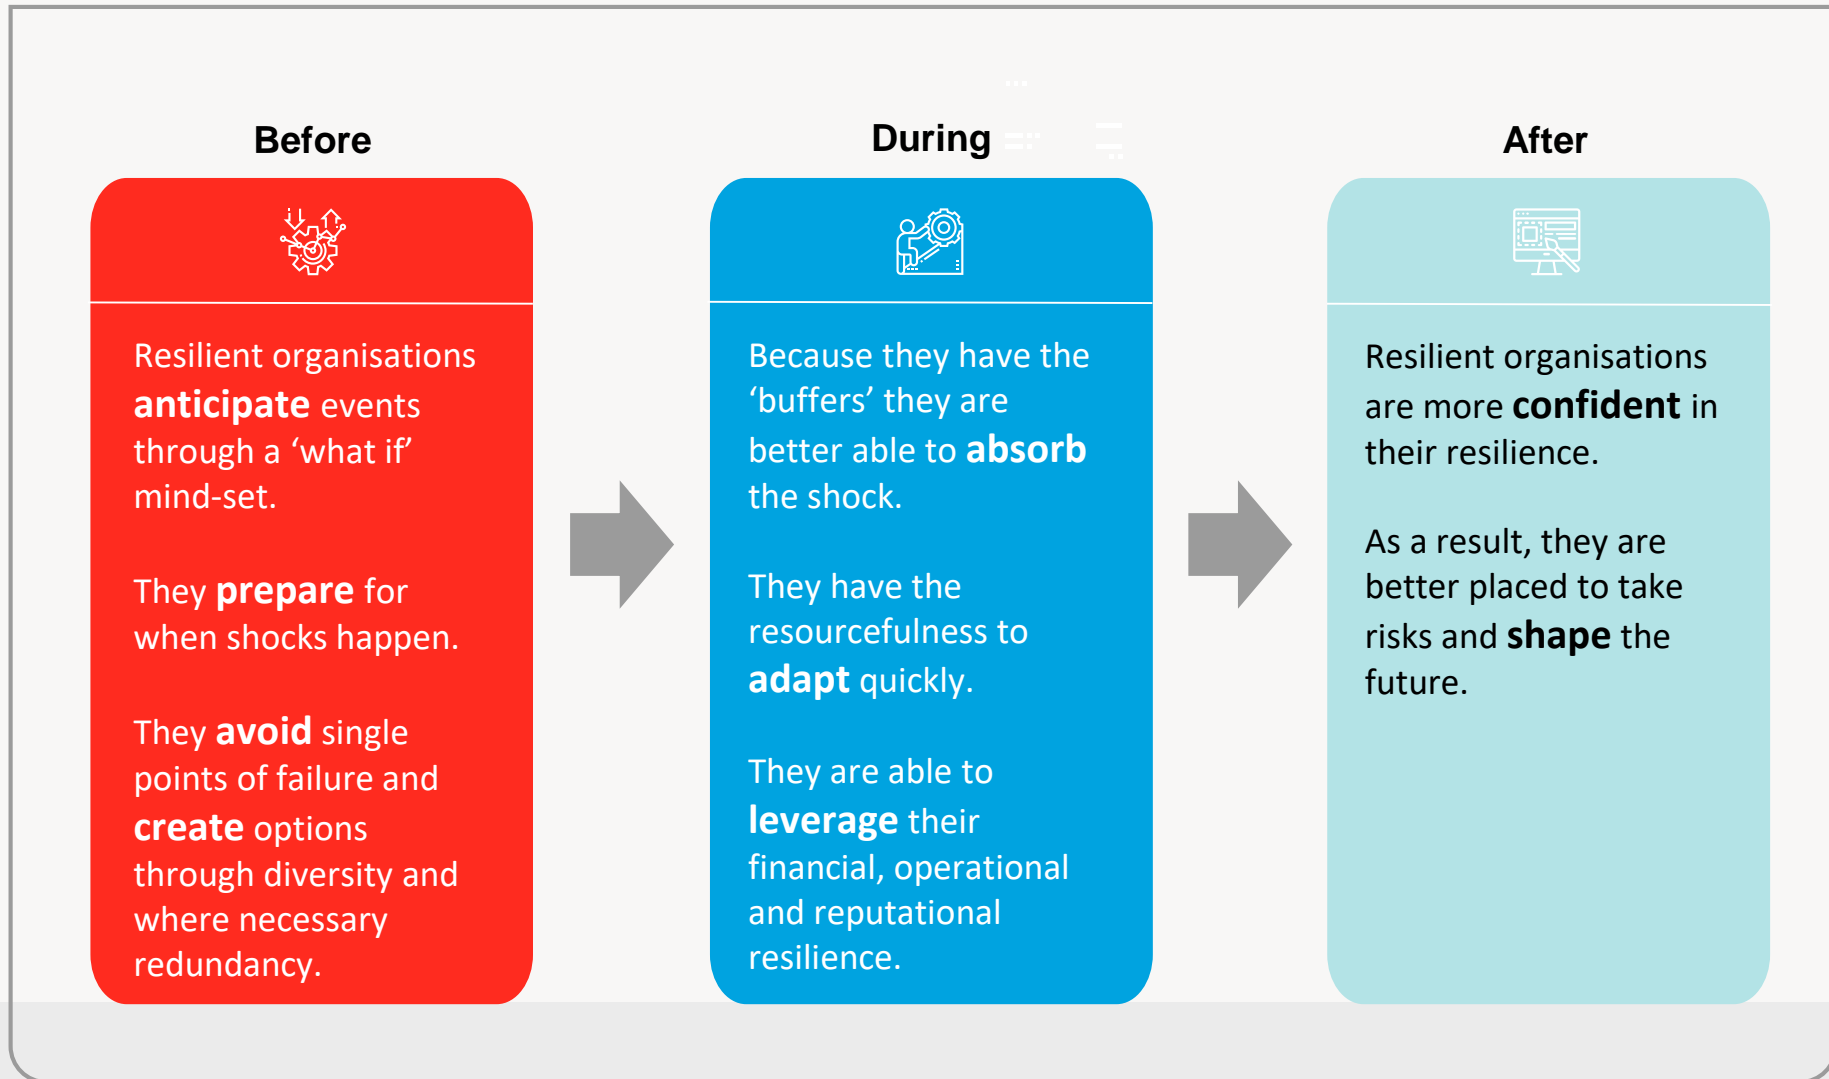 Before
Resilient organisations
anticipate events
through a ‘what if’
mind-set.
They prepare for
when shocks happen.
They avoid single
points of failure and
create options
through diversity and
where necessary
redundancy.
During
Because they have the
‘buffers’ they are
better able to absorb
the shock.
They have the
resourcefulness to
adapt quickly.
They are able to
leverage their
financial, operational
and reputational
resilience.
After
Resilient organisations
are more confident in
their resilience.
As a result, they are
better placed to take
risks and shape the
future.